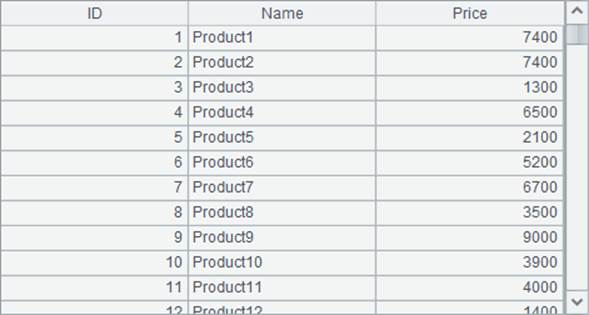 ID Name Price
1 Product1 7400
2 Product2 7400
3 Product3 1300
4 Product4 6500
5 Product5 2100
6 Product6 5200
7 Product7 6700
8 Product8 3500
9 Product9 9000
10 Product10 3900
11 Product11 4000
12 Product12 1400